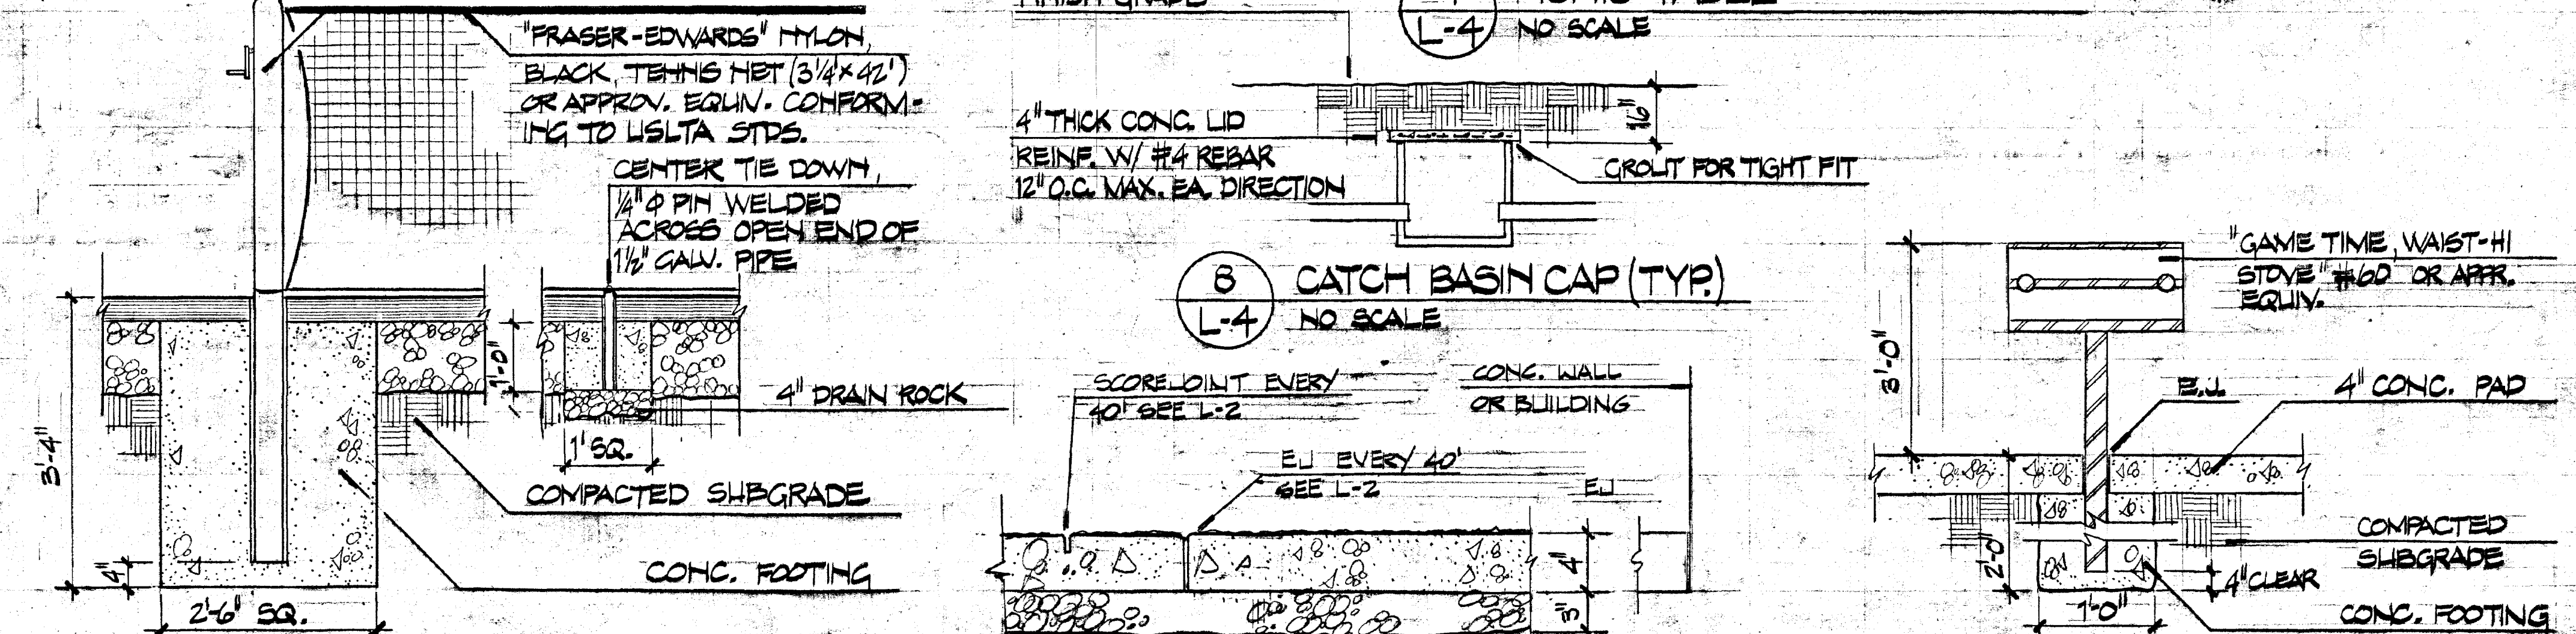 "FRASER-EDWARDS" NYLON,
BLACK, TENNIS NET (3¼' × 42')
OR APPROV. EQUIV. CONFORM-
ING TO USLTA STDS.
CENTER TIE DOWN,
¼" Φ PIN WELDED
ACROSS OPEN END OF
1½" GALV. PIPE
1'-0"
4" DRAIN ROCK
1' SQ.
3'-4"
COMPACTED SUBGRADE
4"
CONC. FOOTING
2'-6" SQ.
FINISH GRADE
L-4
NO SCALE
4" THICK CONC. LID
REINF. W/ #4 REBAR
12" O.C. MAX. EA. DIRECTION
16"
GROUT FOR TIGHT FIT
8
L-4
CATCH BASIN CAP (TYP.)
NO SCALE
SCOREJOINT EVERY
40' SEE L-2
CONC. WALL
OR BUILDING
EJ EVERY 40'
SEE L-2
EJ
4"
3"
"GAME TIME, WAIST-HI
STOVE" #60 OR APPR.
EQUIV.
3'-0"
E.J.
4" CONC. PAD
COMPACTED
SUBGRADE
2'-0"
4" CLEAR
1'-0"
CONC. FOOTING